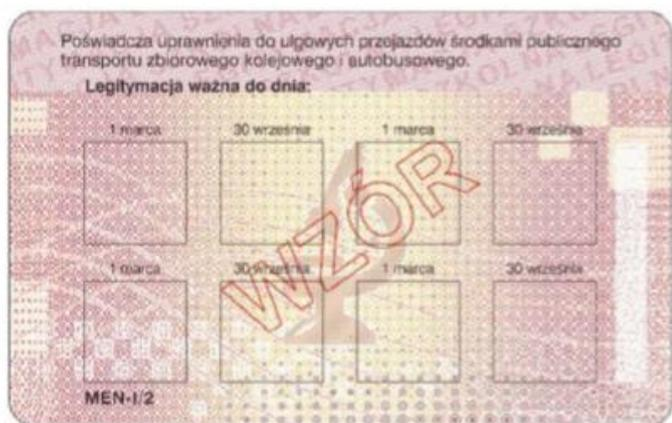 Poświadcza uprawnienia do ulgowych przejazdów środkami publicznego
transportu zbiorowego kolejowego i autobusowego.
Legitymacja ważna do dnia:
1 marca 30 września 1 marca 30 września
WZÓR
1 marca 30 września 1 marca 30 września
MEN-I/2